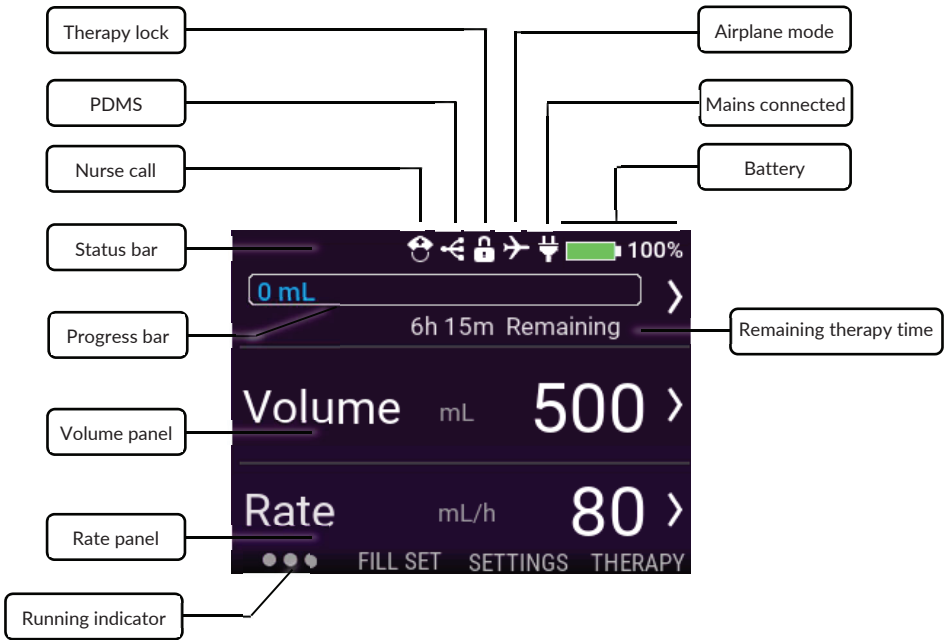 Therapy lock
Airplane mode
PDMS
Mains connected
Nurse call
Battery
Status bar
100%
0 mL
Progress bar
6h 15m Remaining
Remaining therapy time
Volume mL 500
Volume panel
Rate mL/h 80
Rate panel
FILL SET SETTINGS THERAPY
Running indicator